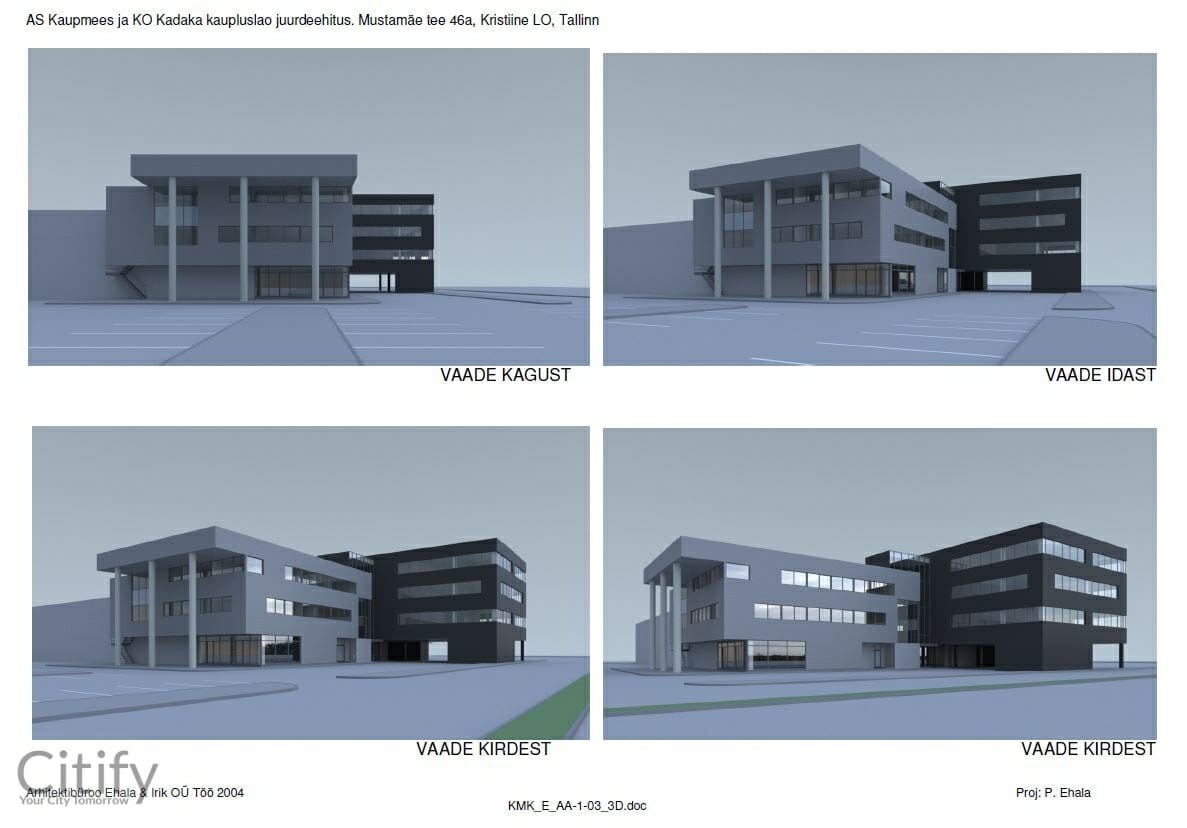 AS Kaupmees ja KO Kadaka kaupluslao juurdeehitus. Mustamäe tee 46a, Kristiine LO, Tallinn
VAADE KAGUST
VAADE IDAST
VAADE KIRDEST
VAADE KIRDEST
Citify
Your City Tomorrow
Arhitektibüroo Ehala & Irik OÜ Töö 2004
Proj: P. Ehala
KMK_E_AA-1-03_3D.doc